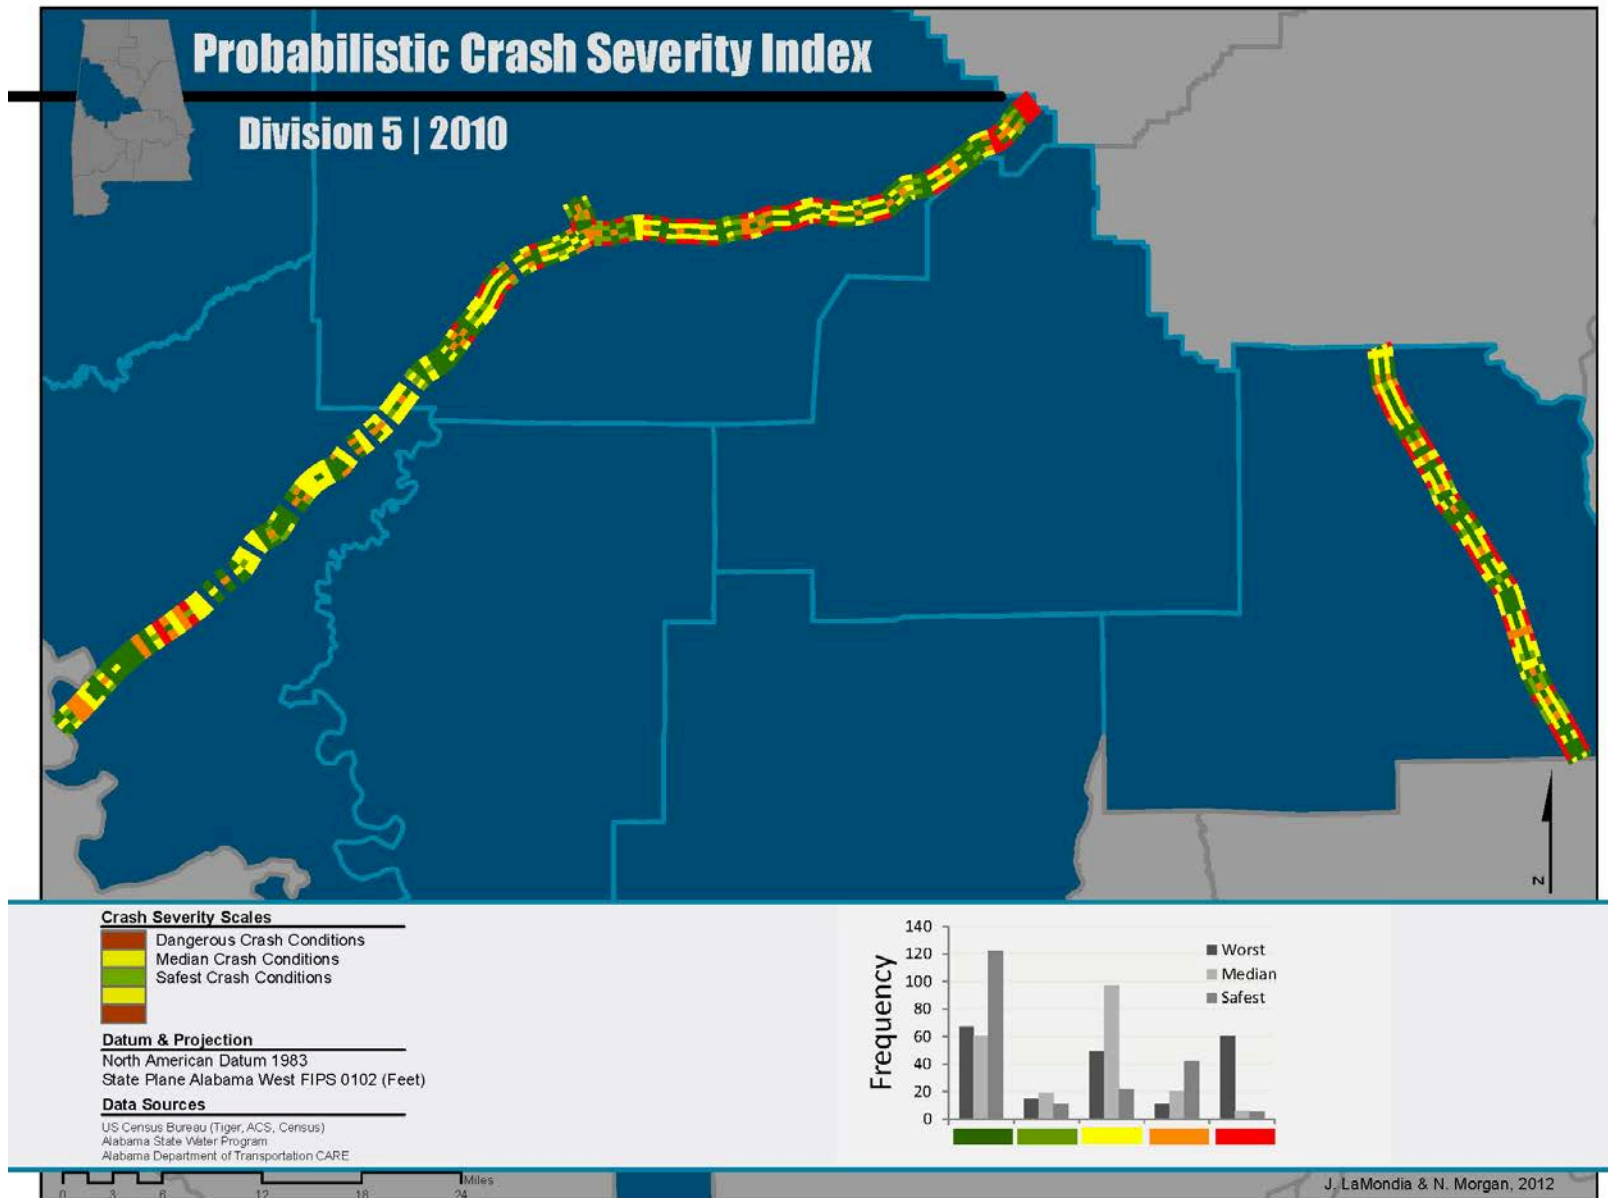 Probabilistic Crash Severity Index
Division 5 | 2010
N
Crash Severity Scales
Dangerous Crash Conditions
Median Crash Conditions
Safest Crash Conditions
Datum & Projection
North American Datum 1983
State Plane Alabama West FIPS 0102 (Feet)
Data Sources
US Census Bureau (Tiger, ACS, Census)
Alabama State Water Program
Alabama Department of Transportation CARE
Frequency
140
120
100
80
60
40
20
0
Worst
Median
Safest
Miles
0 3 6 12 18 24
J. LaMondia & N. Morgan, 2012